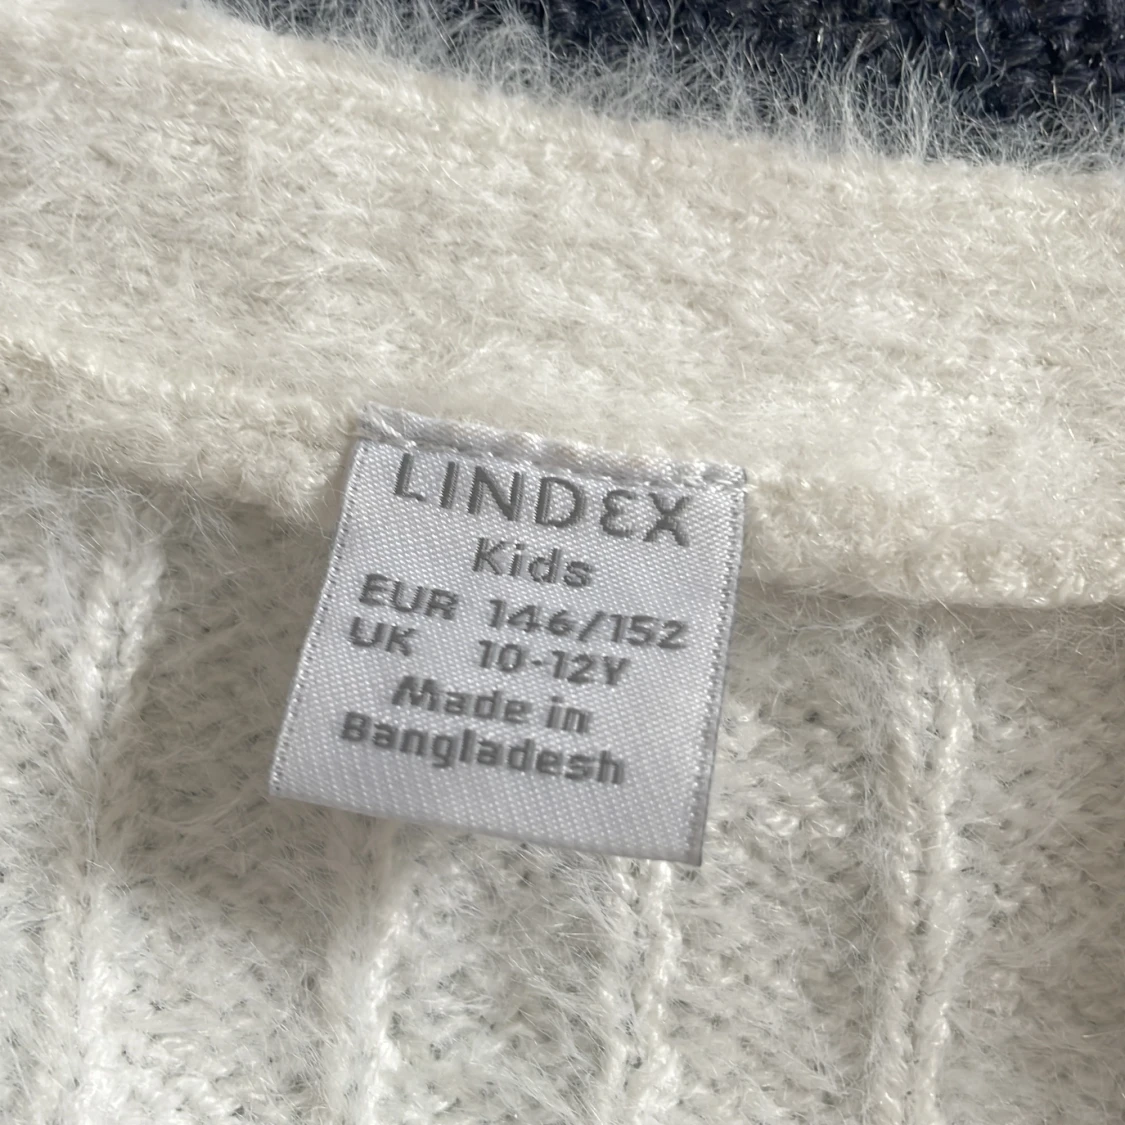 LINDEX
Kids
EUR 146/152
UK 10-12Y
Made in
Bangladesh